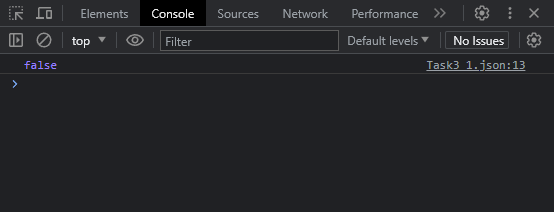 Elements Console Sources Network Performance
top Filter Default levels No Issues
false Task3 1.json:13